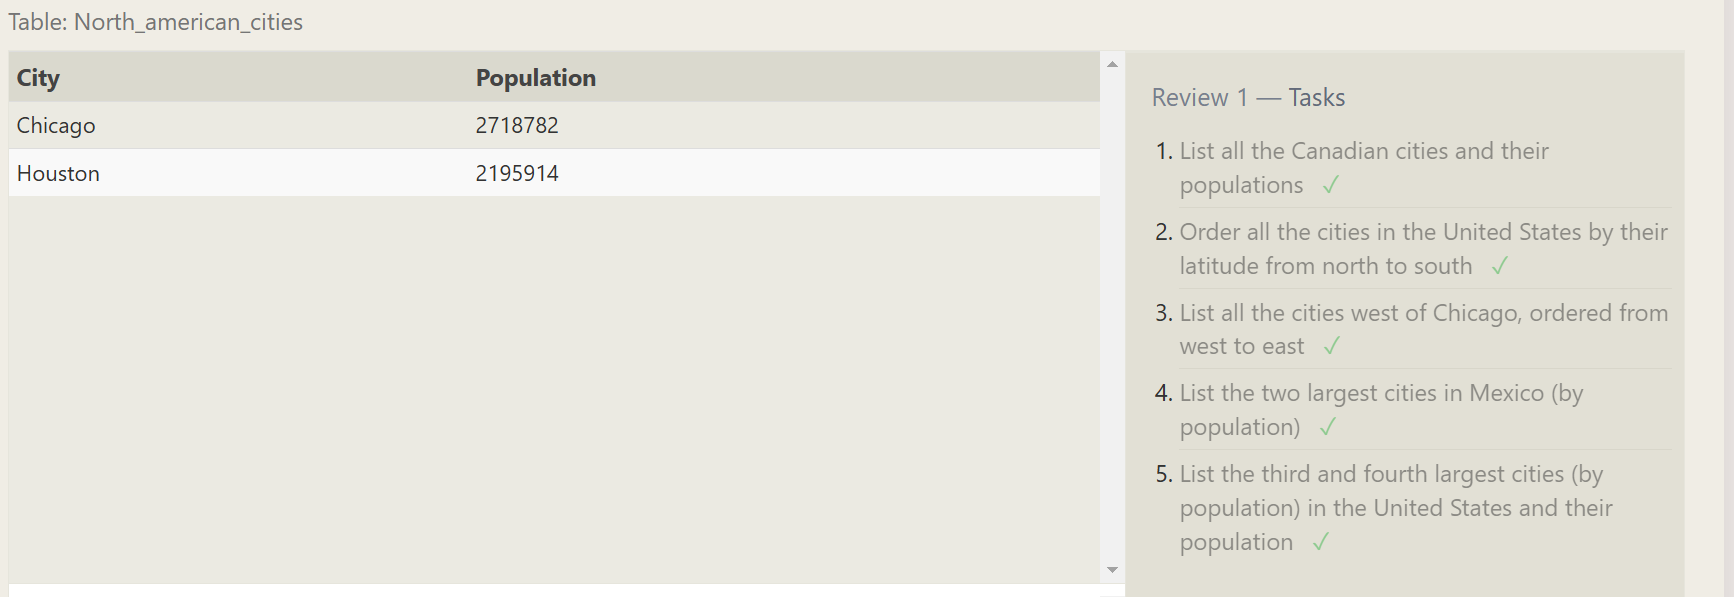 Table: North_american_cities
City Population
Chicago 2718782
Houston 2195914
Review 1 — Tasks
1. List all the Canadian cities and their
populations ✓
2. Order all the cities in the United States by their
latitude from north to south ✓
3. List all the cities west of Chicago, ordered from
west to east ✓
4. List the two largest cities in Mexico (by
population) ✓
5. List the third and fourth largest cities (by
population) in the United States and their
population ✓